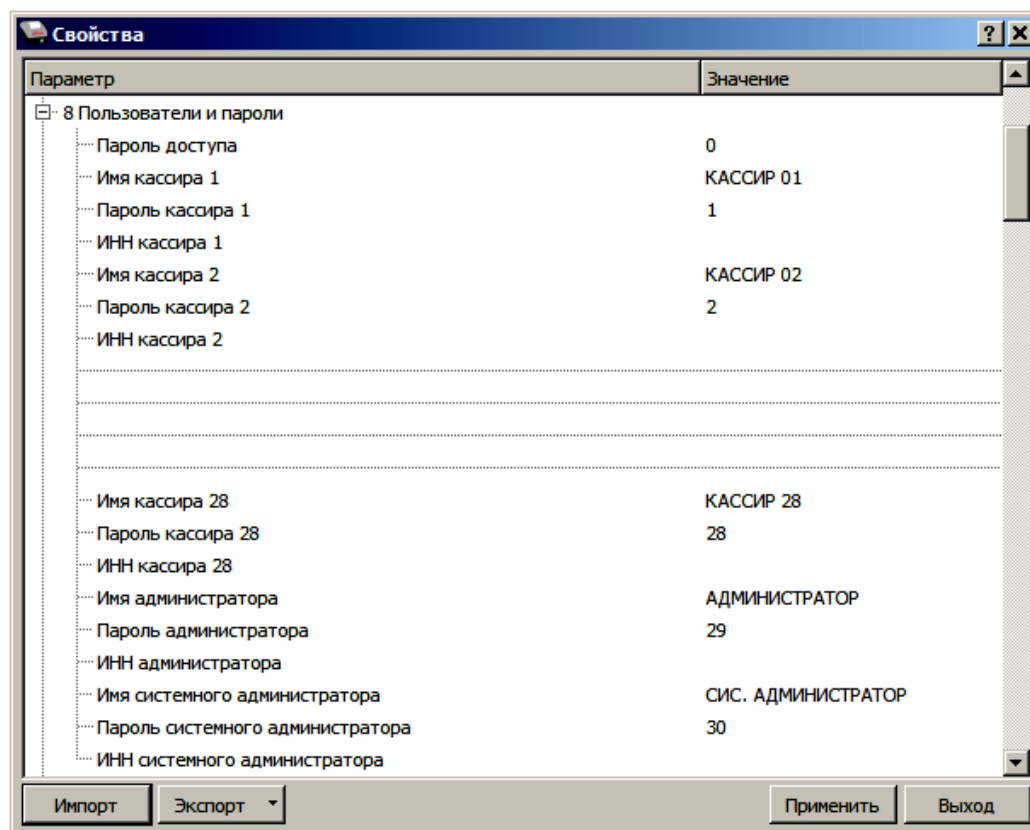 Свойства
Параметр Значение
8 Пользователи и пароли
Пароль доступа 0
Имя кассира 1 КАССИР 01
Пароль кассира 1 1
ИНН кассира 1
Имя кассира 2 КАССИР 02
Пароль кассира 2 2
ИНН кассира 2
Имя кассира 28 КАССИР 28
Пароль кассира 28 28
ИНН кассира 28
Имя администратора АДМИНИСТРАТОР
Пароль администратора 29
ИНН администратора
Имя системного администратора СИС. АДМИНИСТРАТОР
Пароль системного администратора 30
ИНН системного администратора
Импорт Экспорт Применить Выход